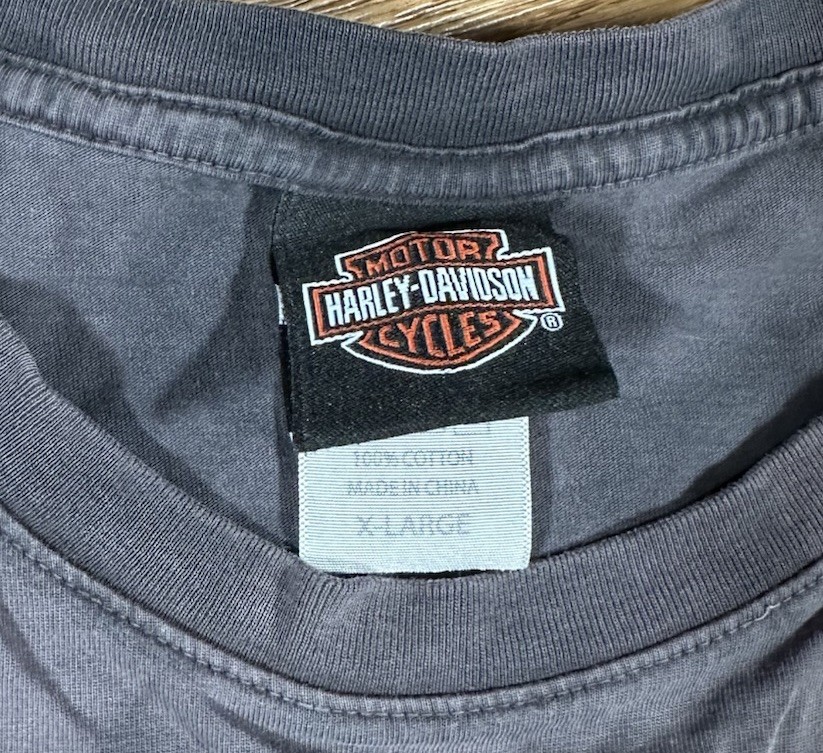 MOTOR
HARLEY-DAVIDSON
CYCLES
®
100% COTTON
MADE IN CHINA
X-LARGE